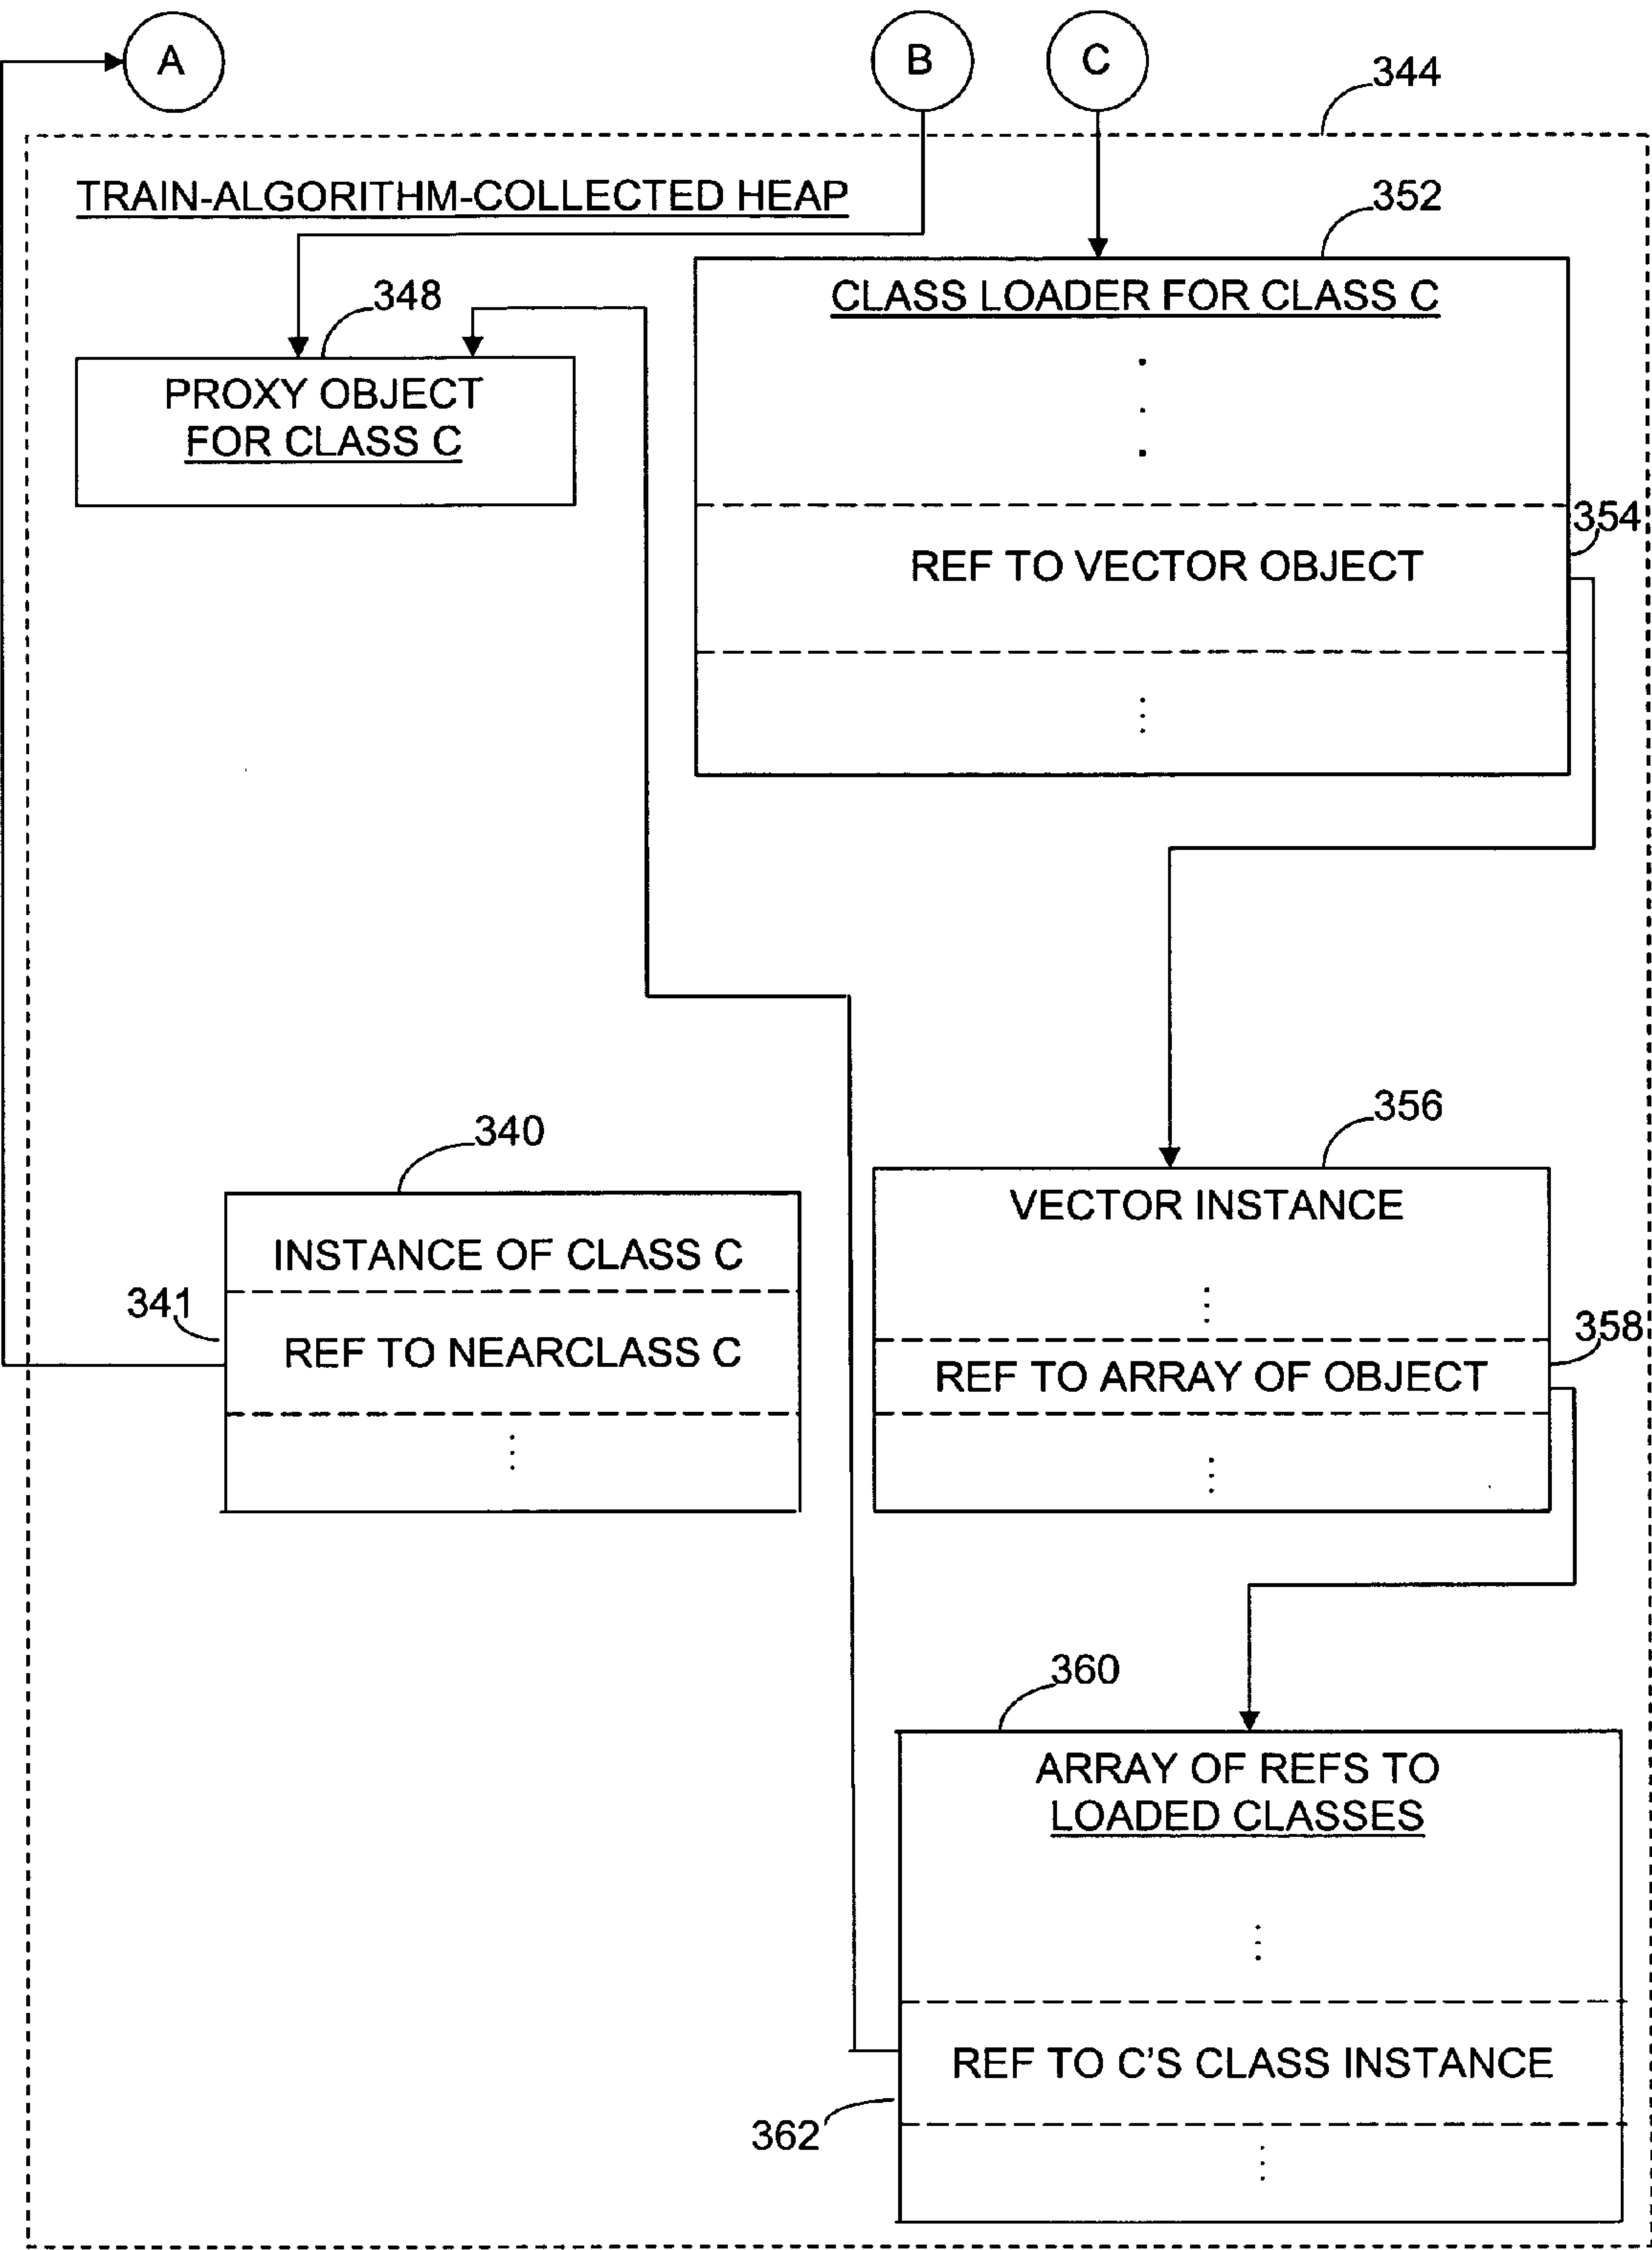 A
B
C
344
TRAIN-ALGORITHM-COLLECTED HEAP
352
CLASS LOADER FOR CLASS C
348
PROXY OBJECT
FOR CLASS C
354
REF TO VECTOR OBJECT
356
340
VECTOR INSTANCE
INSTANCE OF CLASS C
341
REF TO NEARCLASS C
358
REF TO ARRAY OF OBJECT
360
ARRAY OF REFS TO
LOADED CLASSES
REF TO C'S CLASS INSTANCE
362